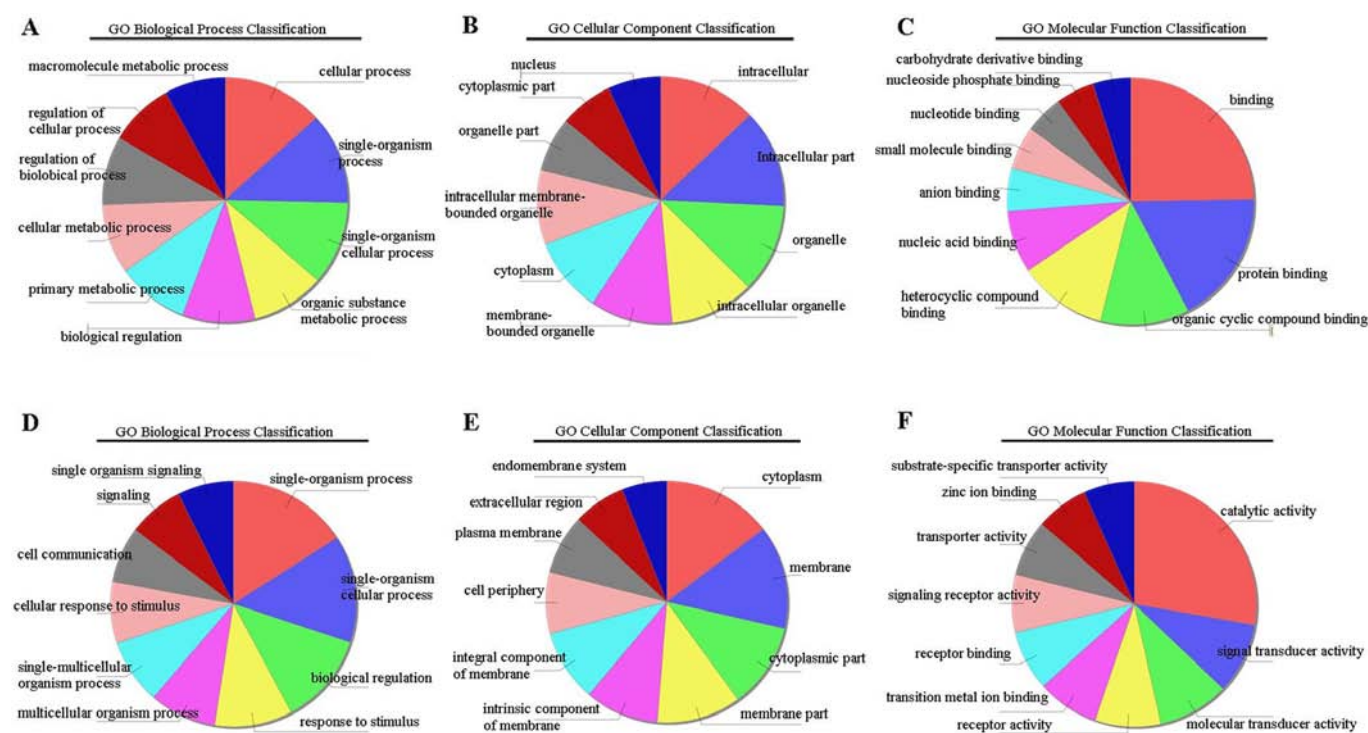 A
GO Biological Process Classification
macromolecule metabolic process
cellular process
regulation of
cellular process
single-organism
process
regulation of
biolobical process
cellular metabolic process
single-organism
cellular process
primary metabolic process
organic substance
metabolic process
biological regulation
B
GO Cellular Component Classification
nucleus
intracellular
cytoplasmic part
organelle part
Intracellular part
intracellular membrane-
bounded organelle
organelle
cytoplasm
intracellular organelle
membrane-
bounded organelle
C
GO Molecular Function Classification
carbohydrate derivative binding
nucleoside phosphate binding
binding
nucleotide binding
small molecule binding
anion binding
nucleic acid binding
protein binding
heterocyclic compound
binding
organic cyclic compound binding
D
GO Biological Process Classification
single organism signaling
single-organism process
signaling
cell communication
single-organism
cellular process
cellular response to stimulus
single-multicellular
organism process
biological regulation
multicellular organism process
response to stimulus
E
GO Cellular Component Classification
endomembrane system
cytoplasm
extracellular region
plasma membrane
membrane
cell periphery
integral component
of membrane
cytoplasmic part
intrinsic component
of membrane
membrane part
F
GO Molecular Function Classification
substrate-specific transporter activity
zinc ion binding
catalytic activity
transporter activity
signaling receptor activity
receptor binding
signal transducer activity
transition metal ion binding
receptor activity
molecular transducer activity